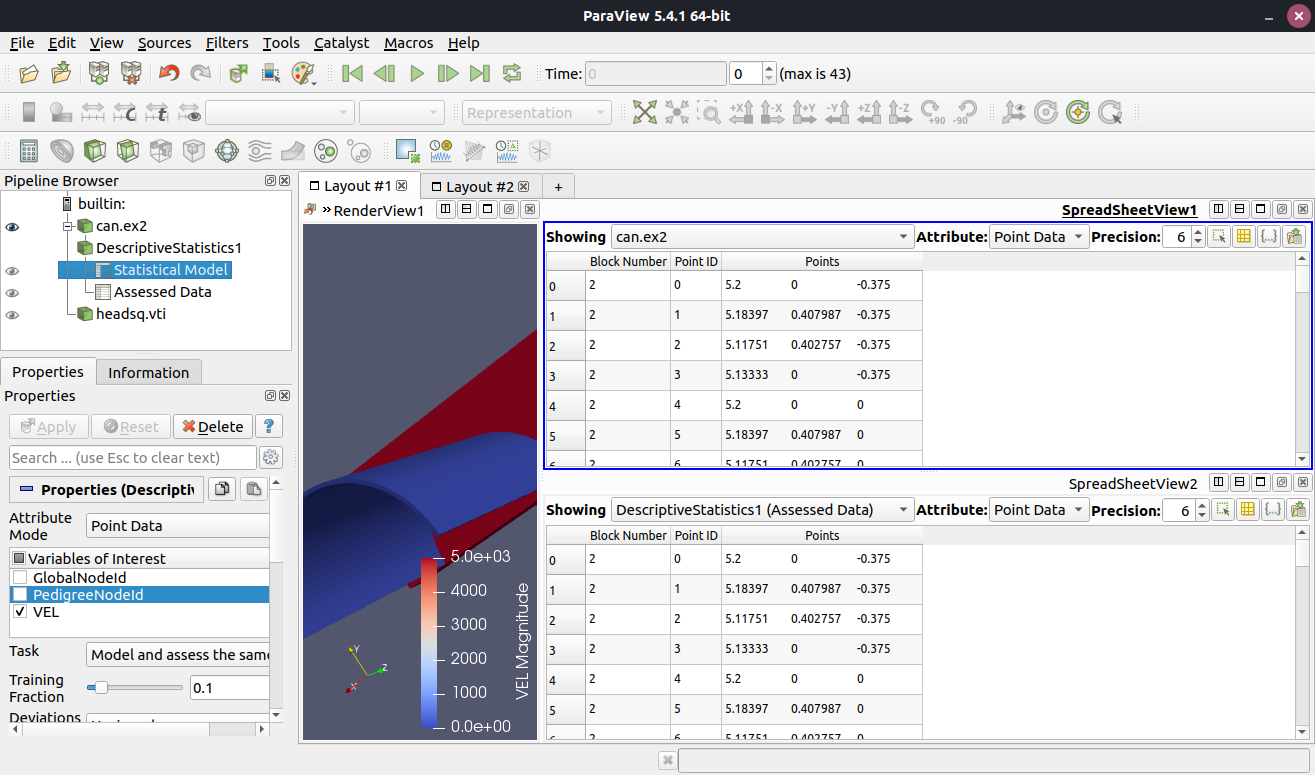 ParaView 5.4.1 64-bit
File Edit View Sources Filters Tools Catalyst Macros Help
Time: 0 0 (max is 43)
C t Representation +X -X +Y -Y +Z -Z +90 -90
Pipeline Browser
builtin:
can.ex2
DescriptiveStatistics1
Statistical Model
Assessed Data
headsq.vti
Properties Information
Properties
Apply Reset Delete ?
Search ... (use Esc to clear text)
Properties (Descriptiv
Attribute Mode Point Data
Variables of Interest
GlobalNodeId
PedigreeNodeId
VEL
Task Model and assess the same
Training Fraction 0.1
Deviations
Layout #1 Layout #2 +
» RenderView1
5.0e+03
4000
3000
2000
1000
0.0e+00
VEL Magnitude
Y
Z
X
SpreadSheetView1
Showing can.ex2 Attribute: Point Data Precision: 6 {...}
Block Number Point ID Points
0 2 0 5.2 0 -0.375
1 2 1 5.18397 0.407987 -0.375
2 2 2 5.11751 0.402757 -0.375
3 2 3 5.13333 0 -0.375
4 2 4 5.2 0 0
5 2 5 5.18397 0.407987 0
6 2 6 5.11751 0.402757 0
SpreadSheetView2
Showing DescriptiveStatistics1 (Assessed Data) Attribute: Point Data Precision: 6 {...}
Block Number Point ID Points
0 2 0 5.2 0 -0.375
1 2 1 5.18397 0.407987 -0.375
2 2 2 5.11751 0.402757 -0.375
3 2 3 5.13333 0 -0.375
4 2 4 5.2 0 0
5 2 5 5.18397 0.407987 0
6 2 6 5.11751 0.402757 0